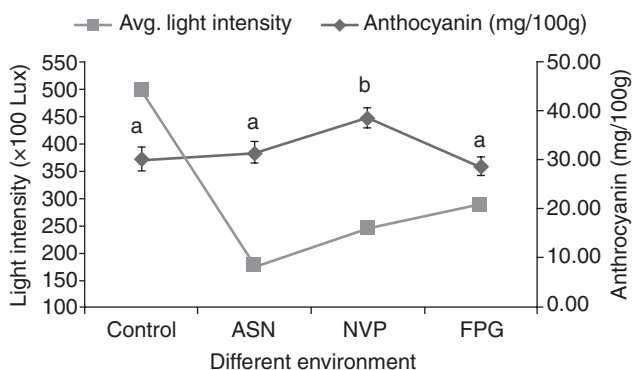 Avg. light intensity Anthocyanin (mg/100g)
Light intensity (×100 Lux)
550
500
450
400
350
300
250
200
150
100
a
a
b
a
50.00
40.00
30.00
20.00
10.00
0.00
Anthrocyanin (mg/100g)
Control ASN NVP FPG
Different environment